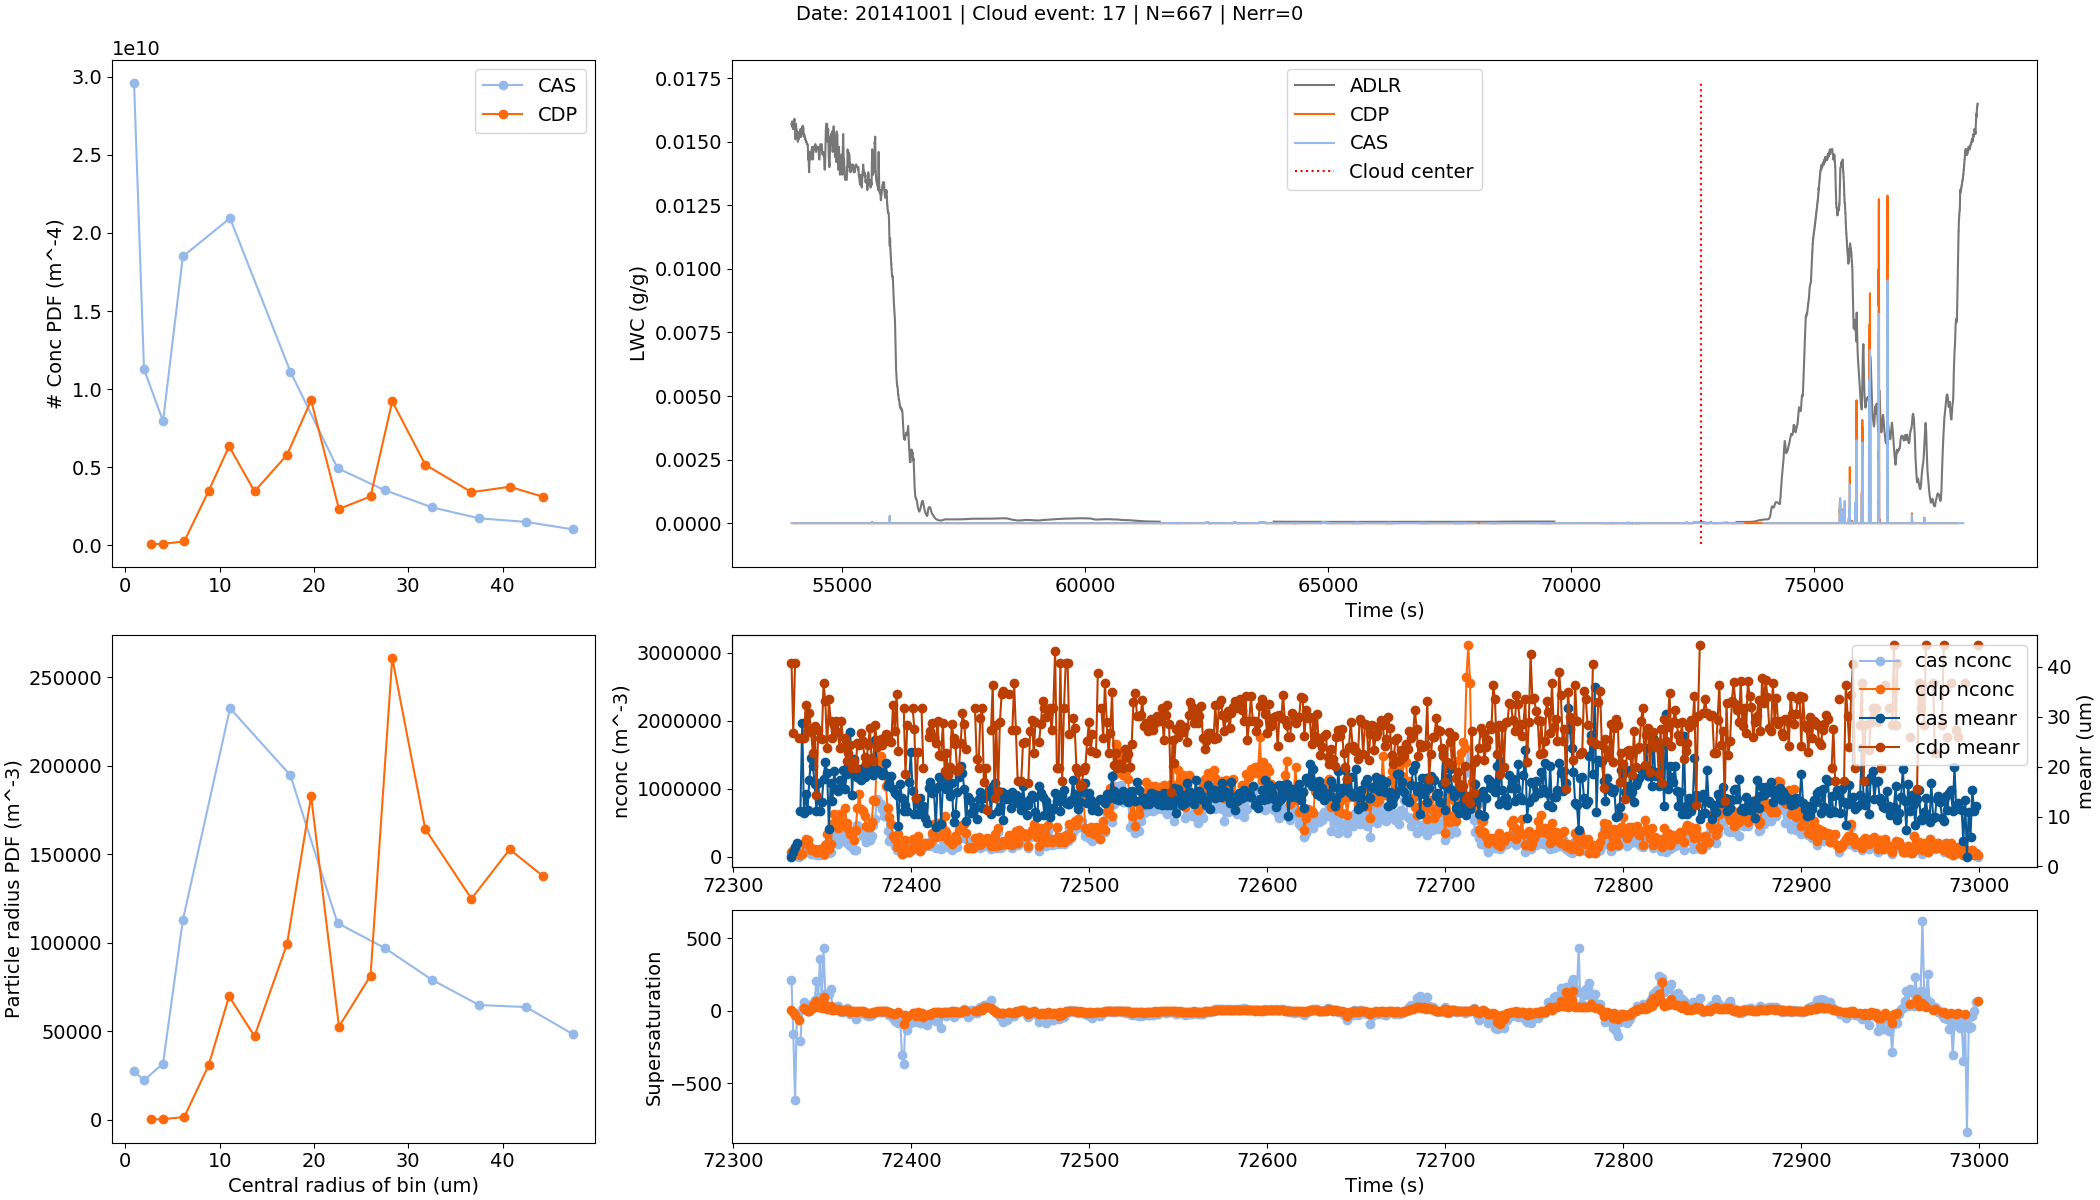 Date: 20141001 | Cloud event: 17 | N=667 | Nerr=0
1e10
3.0
2.5
2.0
1.5
1.0
0.5
0.0
# Conc PDF (m^-4)
CAS
CDP
0 10 20 30 40
0.0175
0.0150
0.0125
0.0100
0.0075
0.0050
0.0025
0.0000
LWC (g/g)
ADLR
CDP
CAS
Cloud center
55000 60000 65000 70000 75000
Time (s)
250000
200000
150000
100000
50000
0
Particle radius PDF (m^-3)
0 10 20 30 40
Central radius of bin (um)
3000000
2000000
1000000
0
nconc (m^-3)
cas nconc
cdp nconc
cas meanr
cdp meanr
40
30
20
10
0
meanr (um)
72300 72400 72500 72600 72700 72800 72900 73000
500
0
−500
Supersaturation
72300 72400 72500 72600 72700 72800 72900 73000
Time (s)